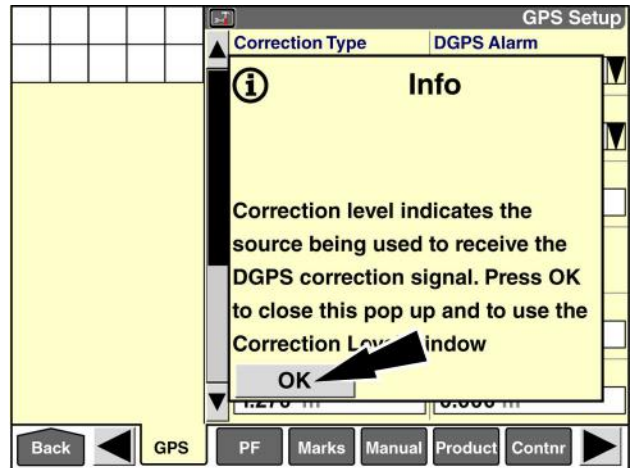 GPS Setup
Correction Type DGPS Alarm
Info
Correction level indicates the
source being used to receive the
DGPS correction signal. Press OK
to close this pop up and to use the
Correction
OK
Back GPS PF Marks Manual Product Contnr